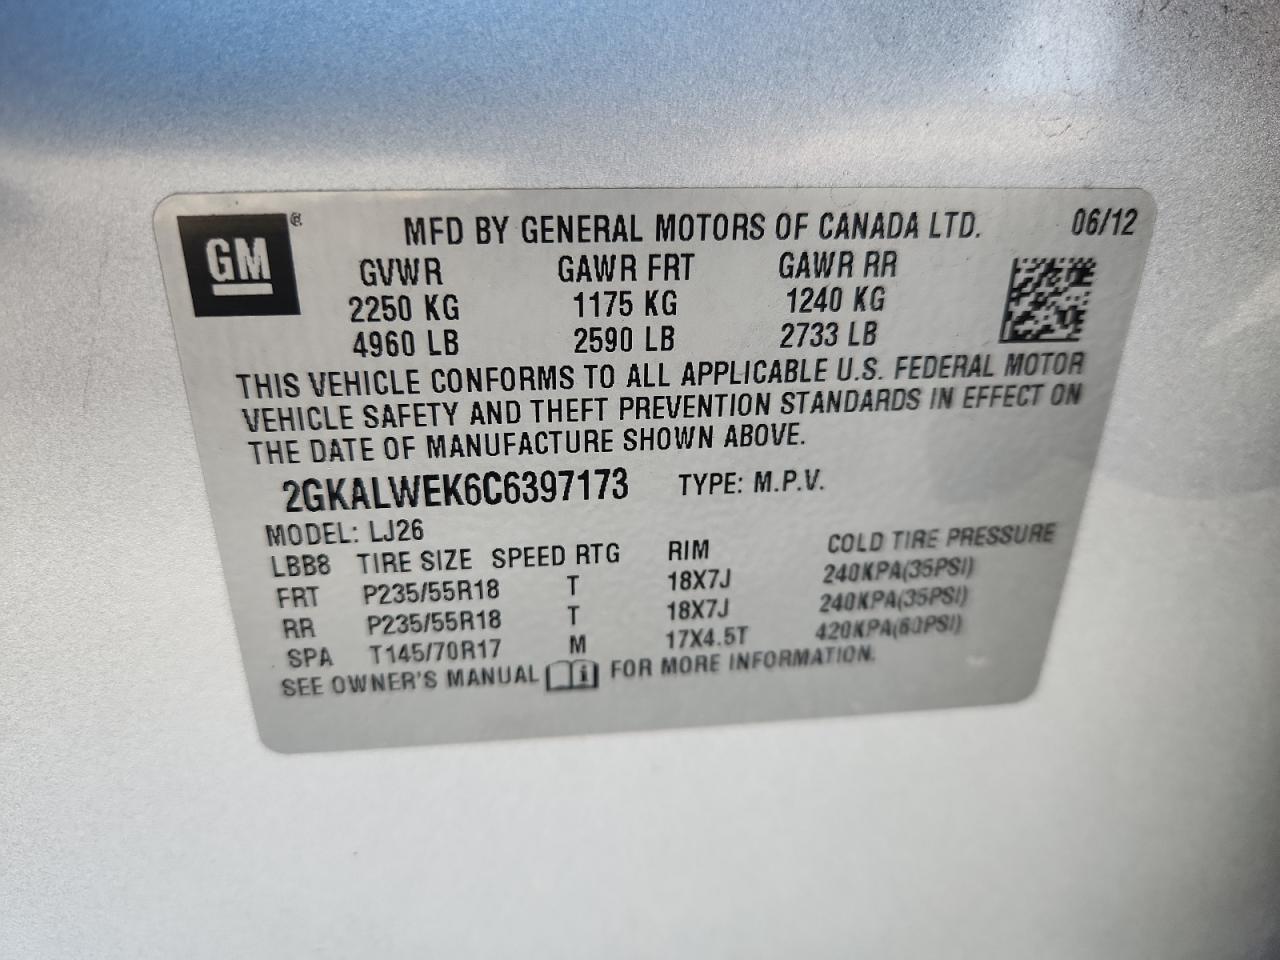 GM ® MFD BY GENERAL MOTORS OF CANADA LTD. 06/12
GVWR GAWR FRT GAWR RR
2250 KG 1175 KG 1240 KG
4960 LB 2590 LB 2733 LB
THIS VEHICLE CONFORMS TO ALL APPLICABLE U.S. FEDERAL MOTOR
VEHICLE SAFETY AND THEFT PREVENTION STANDARDS IN EFFECT ON
THE DATE OF MANUFACTURE SHOWN ABOVE.
2GKALWEK6C6397173 TYPE: M.P.V.
MODEL: LJ26
LBB8 TIRE SIZE SPEED RTG RIM COLD TIRE PRESSURE
FRT P235/55R18 T 18X7J 240KPA(35PSI)
RR P235/55R18 T 18X7J 240KPA(35PSI)
SPA T145/70R17 M 17X4.5T 420KPA(60PSI)
SEE OWNER'S MANUAL i FOR MORE INFORMATION.